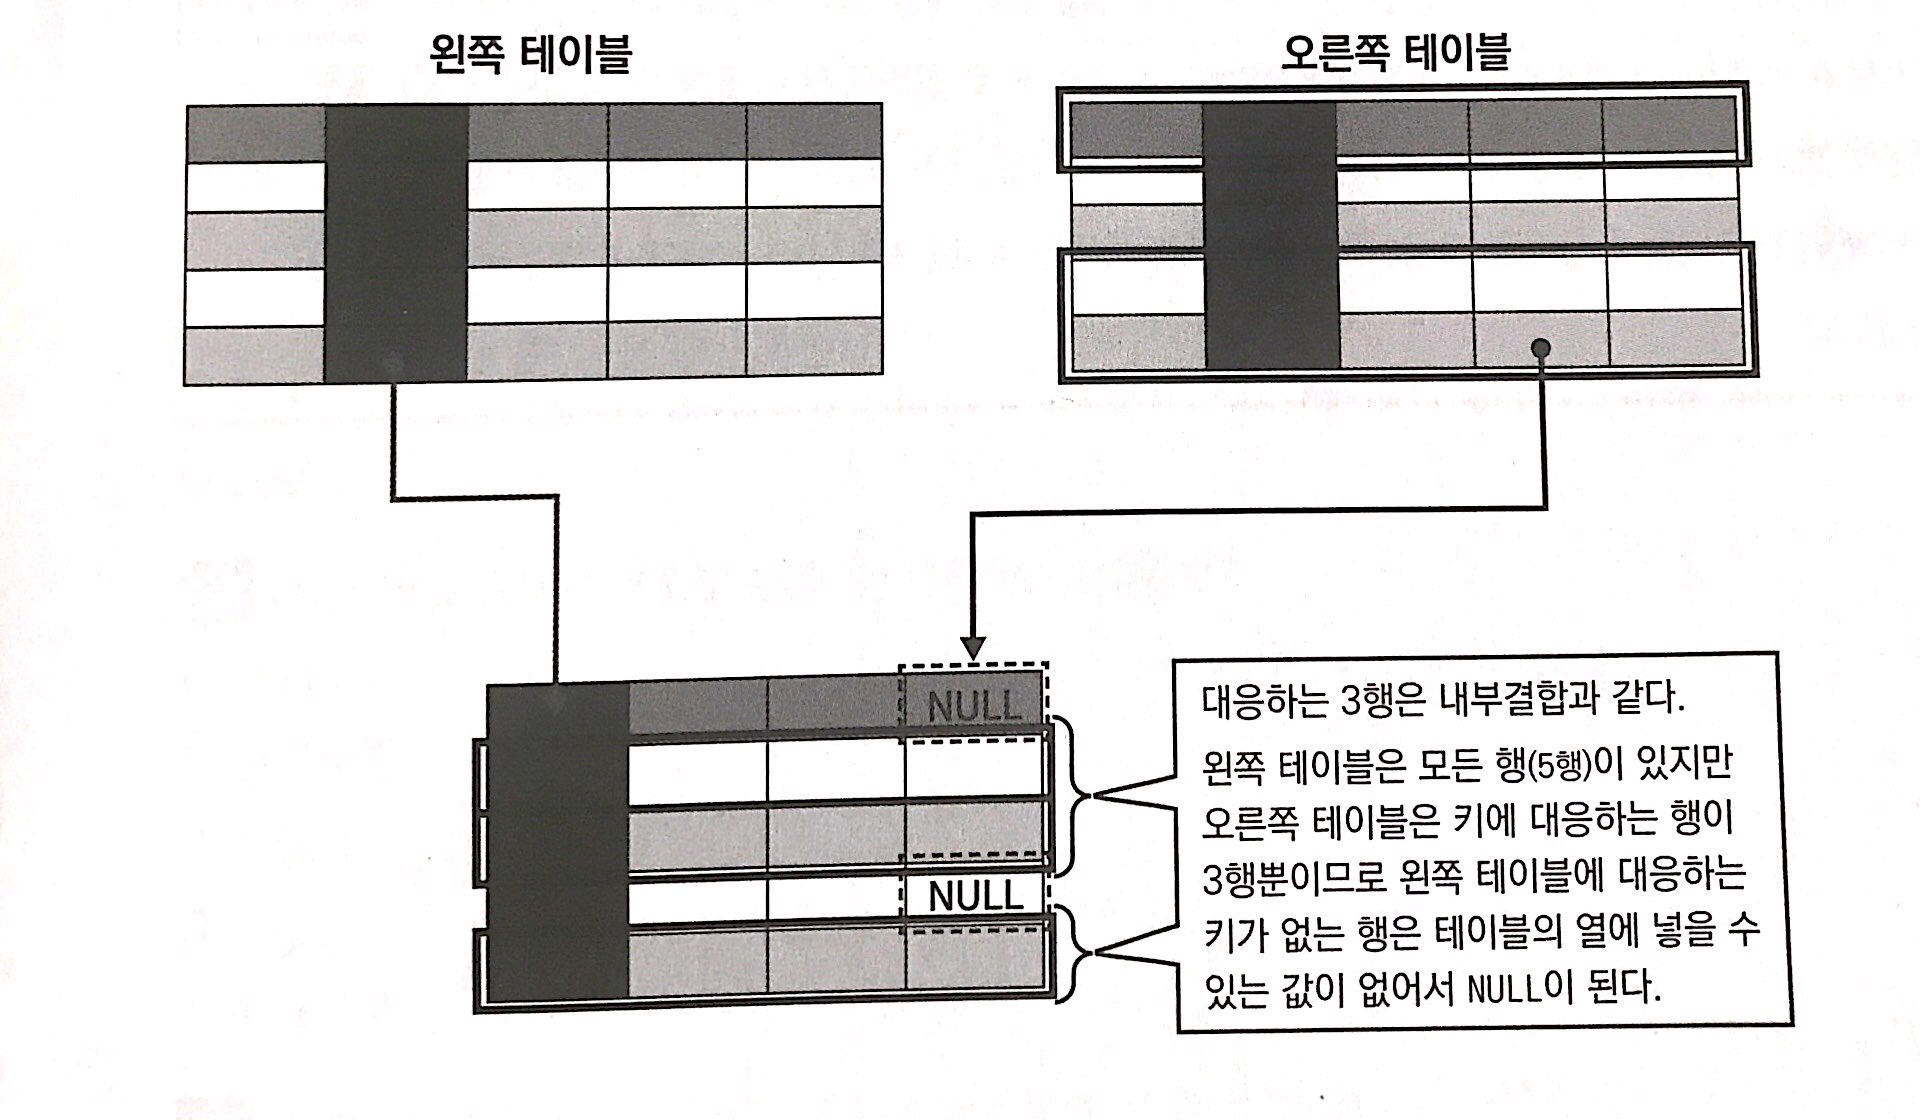 왼쪽 테이블
오른쪽 테이블
NULL
NULL
대응하는 3행은 내부결합과 같다.
왼쪽 테이블은 모든 행(5행)이 있지만
오른쪽 테이블은 키에 대응하는 행이
3행뿐이므로 왼쪽 테이블에 대응하는
키가 없는 행은 테이블의 열에 넣을 수
있는 값이 없어서 NULL이 된다.